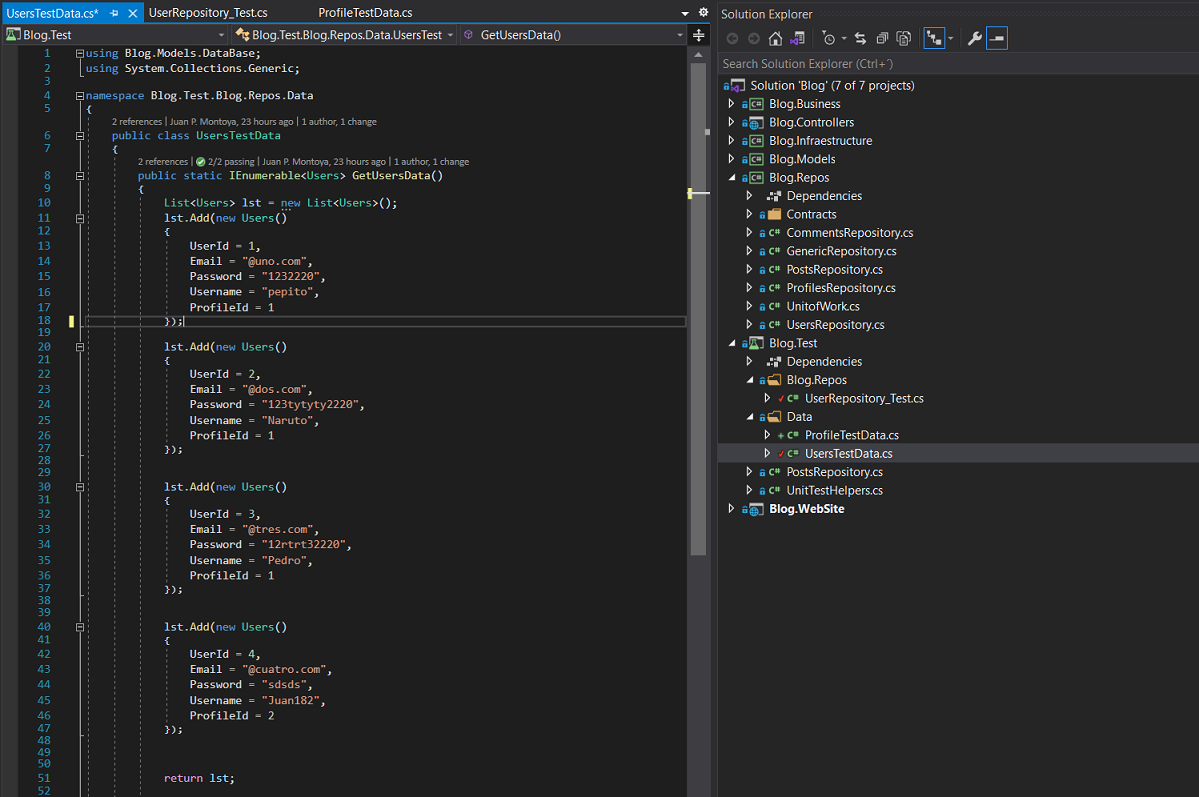 UsersTestData.cs*
UserRepository_Test.cs
ProfileTestData.cs
Blog.Test
Blog.Test.Blog.Repos.Data.UsersTest
GetUsersData()
1 using Blog.Models.DataBase;
2 using System.Collections.Generic;
3
4 namespace Blog.Test.Blog.Repos.Data
5 {
2 references | Juan P. Montoya, 23 hours ago | 1 author, 1 change
6 public class UsersTestData
7 {
2 references | 2/2 passing | Juan P. Montoya, 23 hours ago | 1 author, 1 change
8 public static IEnumerable<Users> GetUsersData()
9 {
10 List<Users> lst = new List<Users>();
11 lst.Add(new Users()
12 {
13 UserId = 1,
14 Email = "@uno.com",
15 Password = "1232220",
16 Username = "pepito",
17 ProfileId = 1
18 });
19
20 lst.Add(new Users()
21 {
22 UserId = 2,
23 Email = "@dos.com",
24 Password = "123tytyty2220",
25 Username = "Naruto",
26 ProfileId = 1
27 });
28
29
30 lst.Add(new Users()
31 {
32 UserId = 3,
33 Email = "@tres.com",
34 Password = "12rtrt32220",
35 Username = "Pedro",
36 ProfileId = 1
37 });
38
39
40 lst.Add(new Users()
41 {
42 UserId = 4,
43 Email = "@cuatro.com",
44 Password = "sdsds",
45 Username = "Juan182",
46 ProfileId = 2
47 });
48
49
50
51 return lst;
52
Solution Explorer
Search Solution Explorer (Ctrl+´)
Solution 'Blog' (7 of 7 projects)
C# Blog.Business
Blog.Controllers
C# Blog.Infraestructure
C# Blog.Models
C# Blog.Repos
Dependencies
Contracts
C# CommentsRepository.cs
C# GenericRepository.cs
C# PostsRepository.cs
C# ProfilesRepository.cs
C# UnitofWork.cs
C# UsersRepository.cs
Blog.Test
Dependencies
Blog.Repos
C# UserRepository_Test.cs
Data
C# ProfileTestData.cs
C# UsersTestData.cs
C# PostsRepository.cs
C# UnitTestHelpers.cs
Blog.WebSite